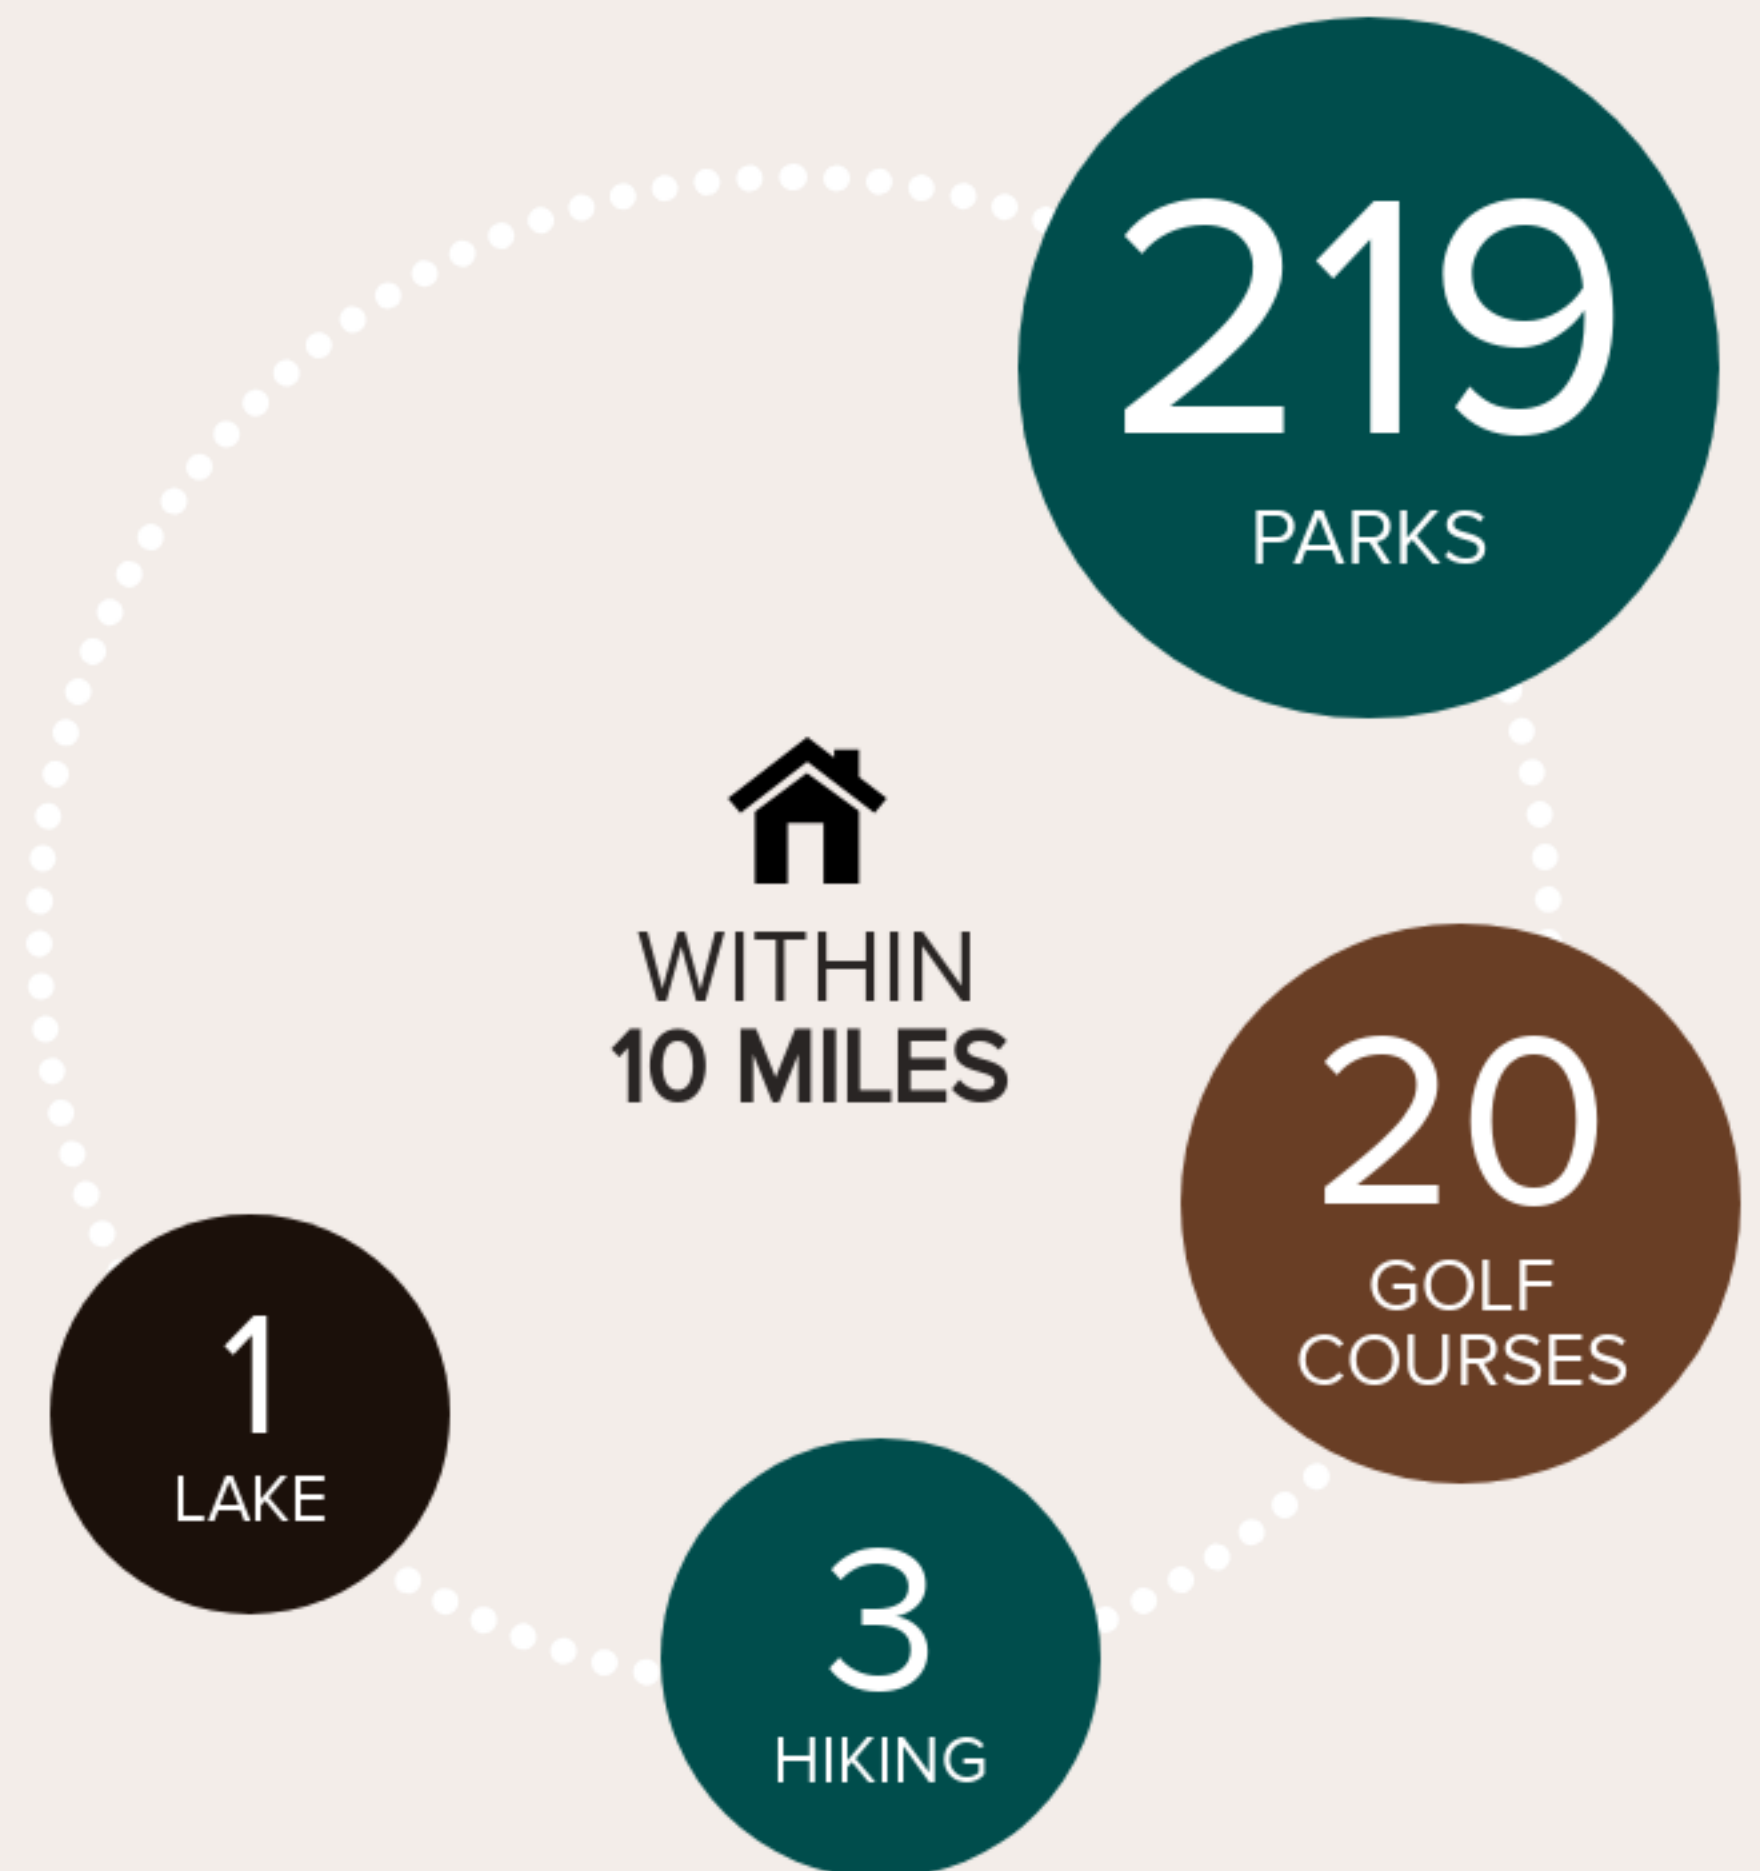 219
PARKS
WITHIN
10 MILES
20
GOLF
COURSES
1
LAKE
3
HIKING